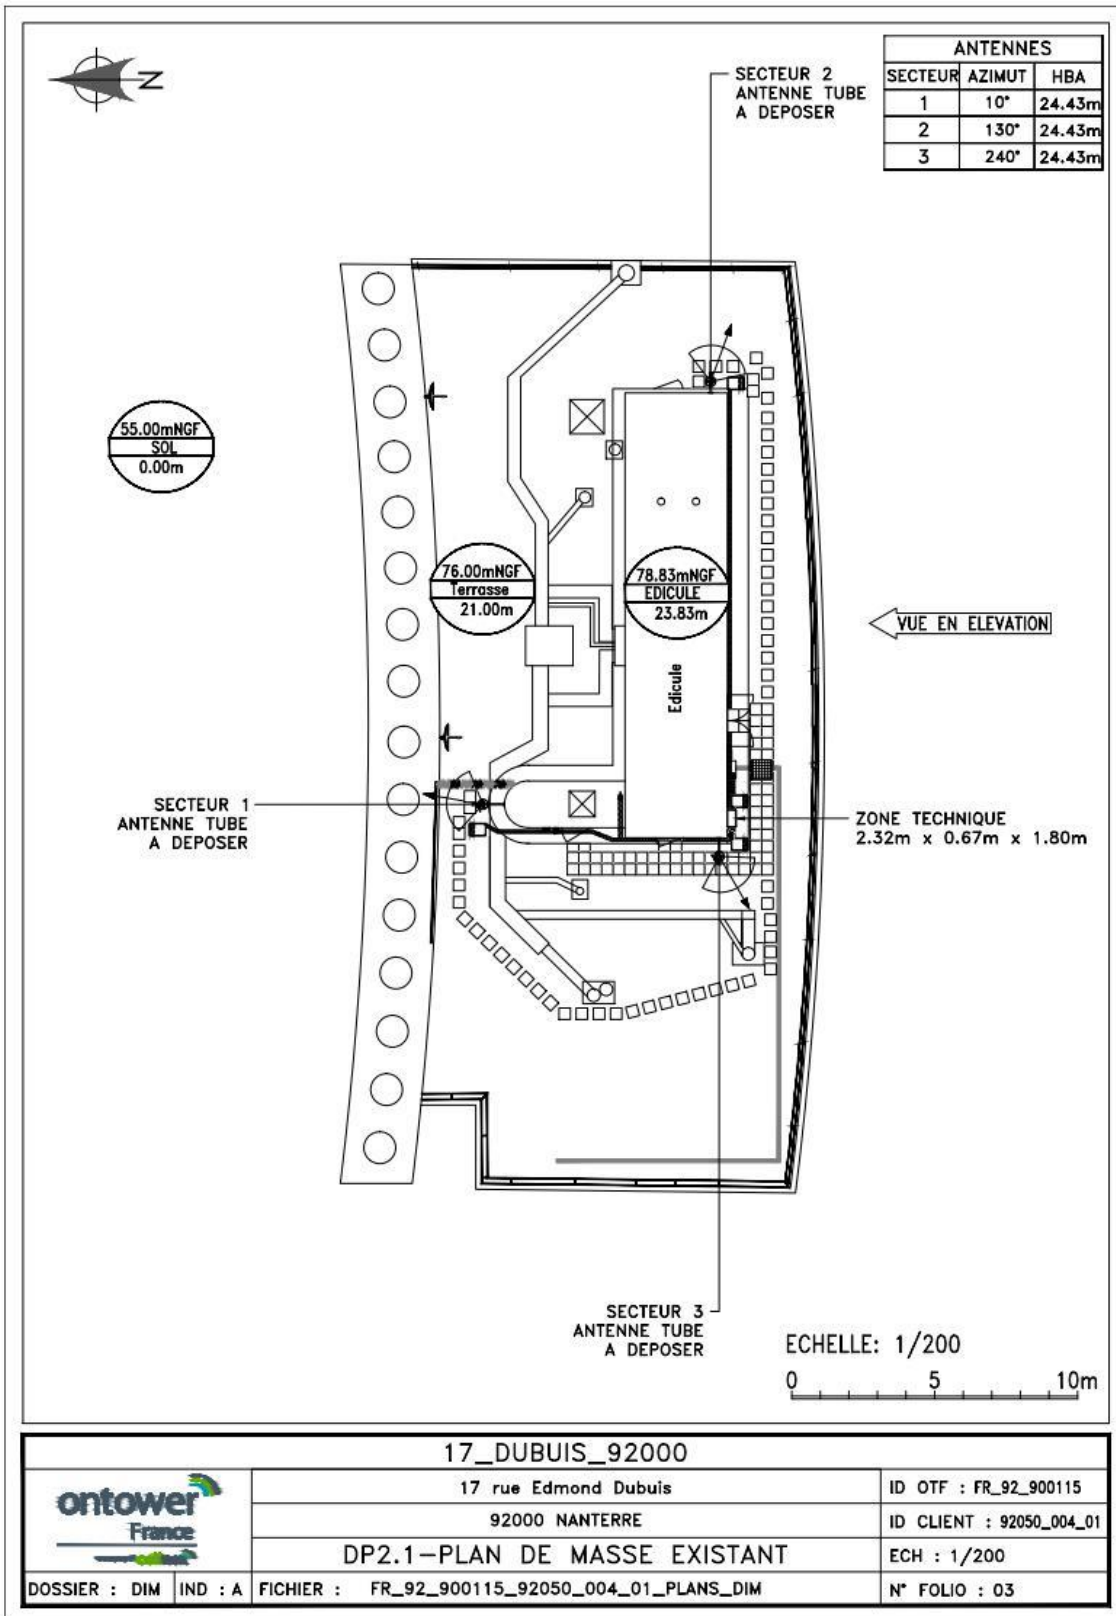 N
SECTEUR 2
ANTENNE TUBE
A DEPOSER
ANTENNES
SECTEUR AZIMUT HBA
1 10° 24.43m
2 130° 24.43m
3 240° 24.43m
55.00mNGF
SOL
0.00m
76.00mNGF
Terrasse
21.00m
78.83mNGF
EDICULE
23.83m
VUE EN ELEVATION
Edicule
SECTEUR 1
ANTENNE TUBE
A DEPOSER
ZONE TECHNIQUE
2.32m x 0.67m x 1.80m
SECTEUR 3
ANTENNE TUBE
A DEPOSER
ECHELLE: 1/200
0 5 10m
17_DUBUIS_92000
ontower
France
17 rue Edmond Dubuis
ID OTF : FR_92_900115
92000 NANTERRE
ID CLIENT : 92050_004_01
DP2.1-PLAN DE MASSE EXISTANT
ECH : 1/200
DOSSIER : DIM IND : A FICHIER : FR_92_900115_92050_004_01_PLANS_DIM N° FOLIO : 03